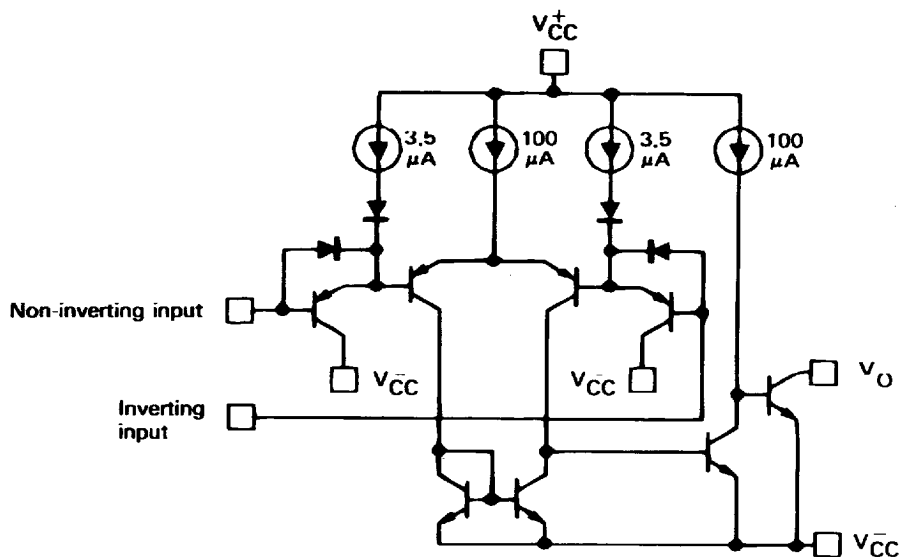 V+CC
3.5 µA
100 µA
3.5 µA
100 µA
Non-inverting input
V-CC
V-CC
VO
Inverting
input
V-CC